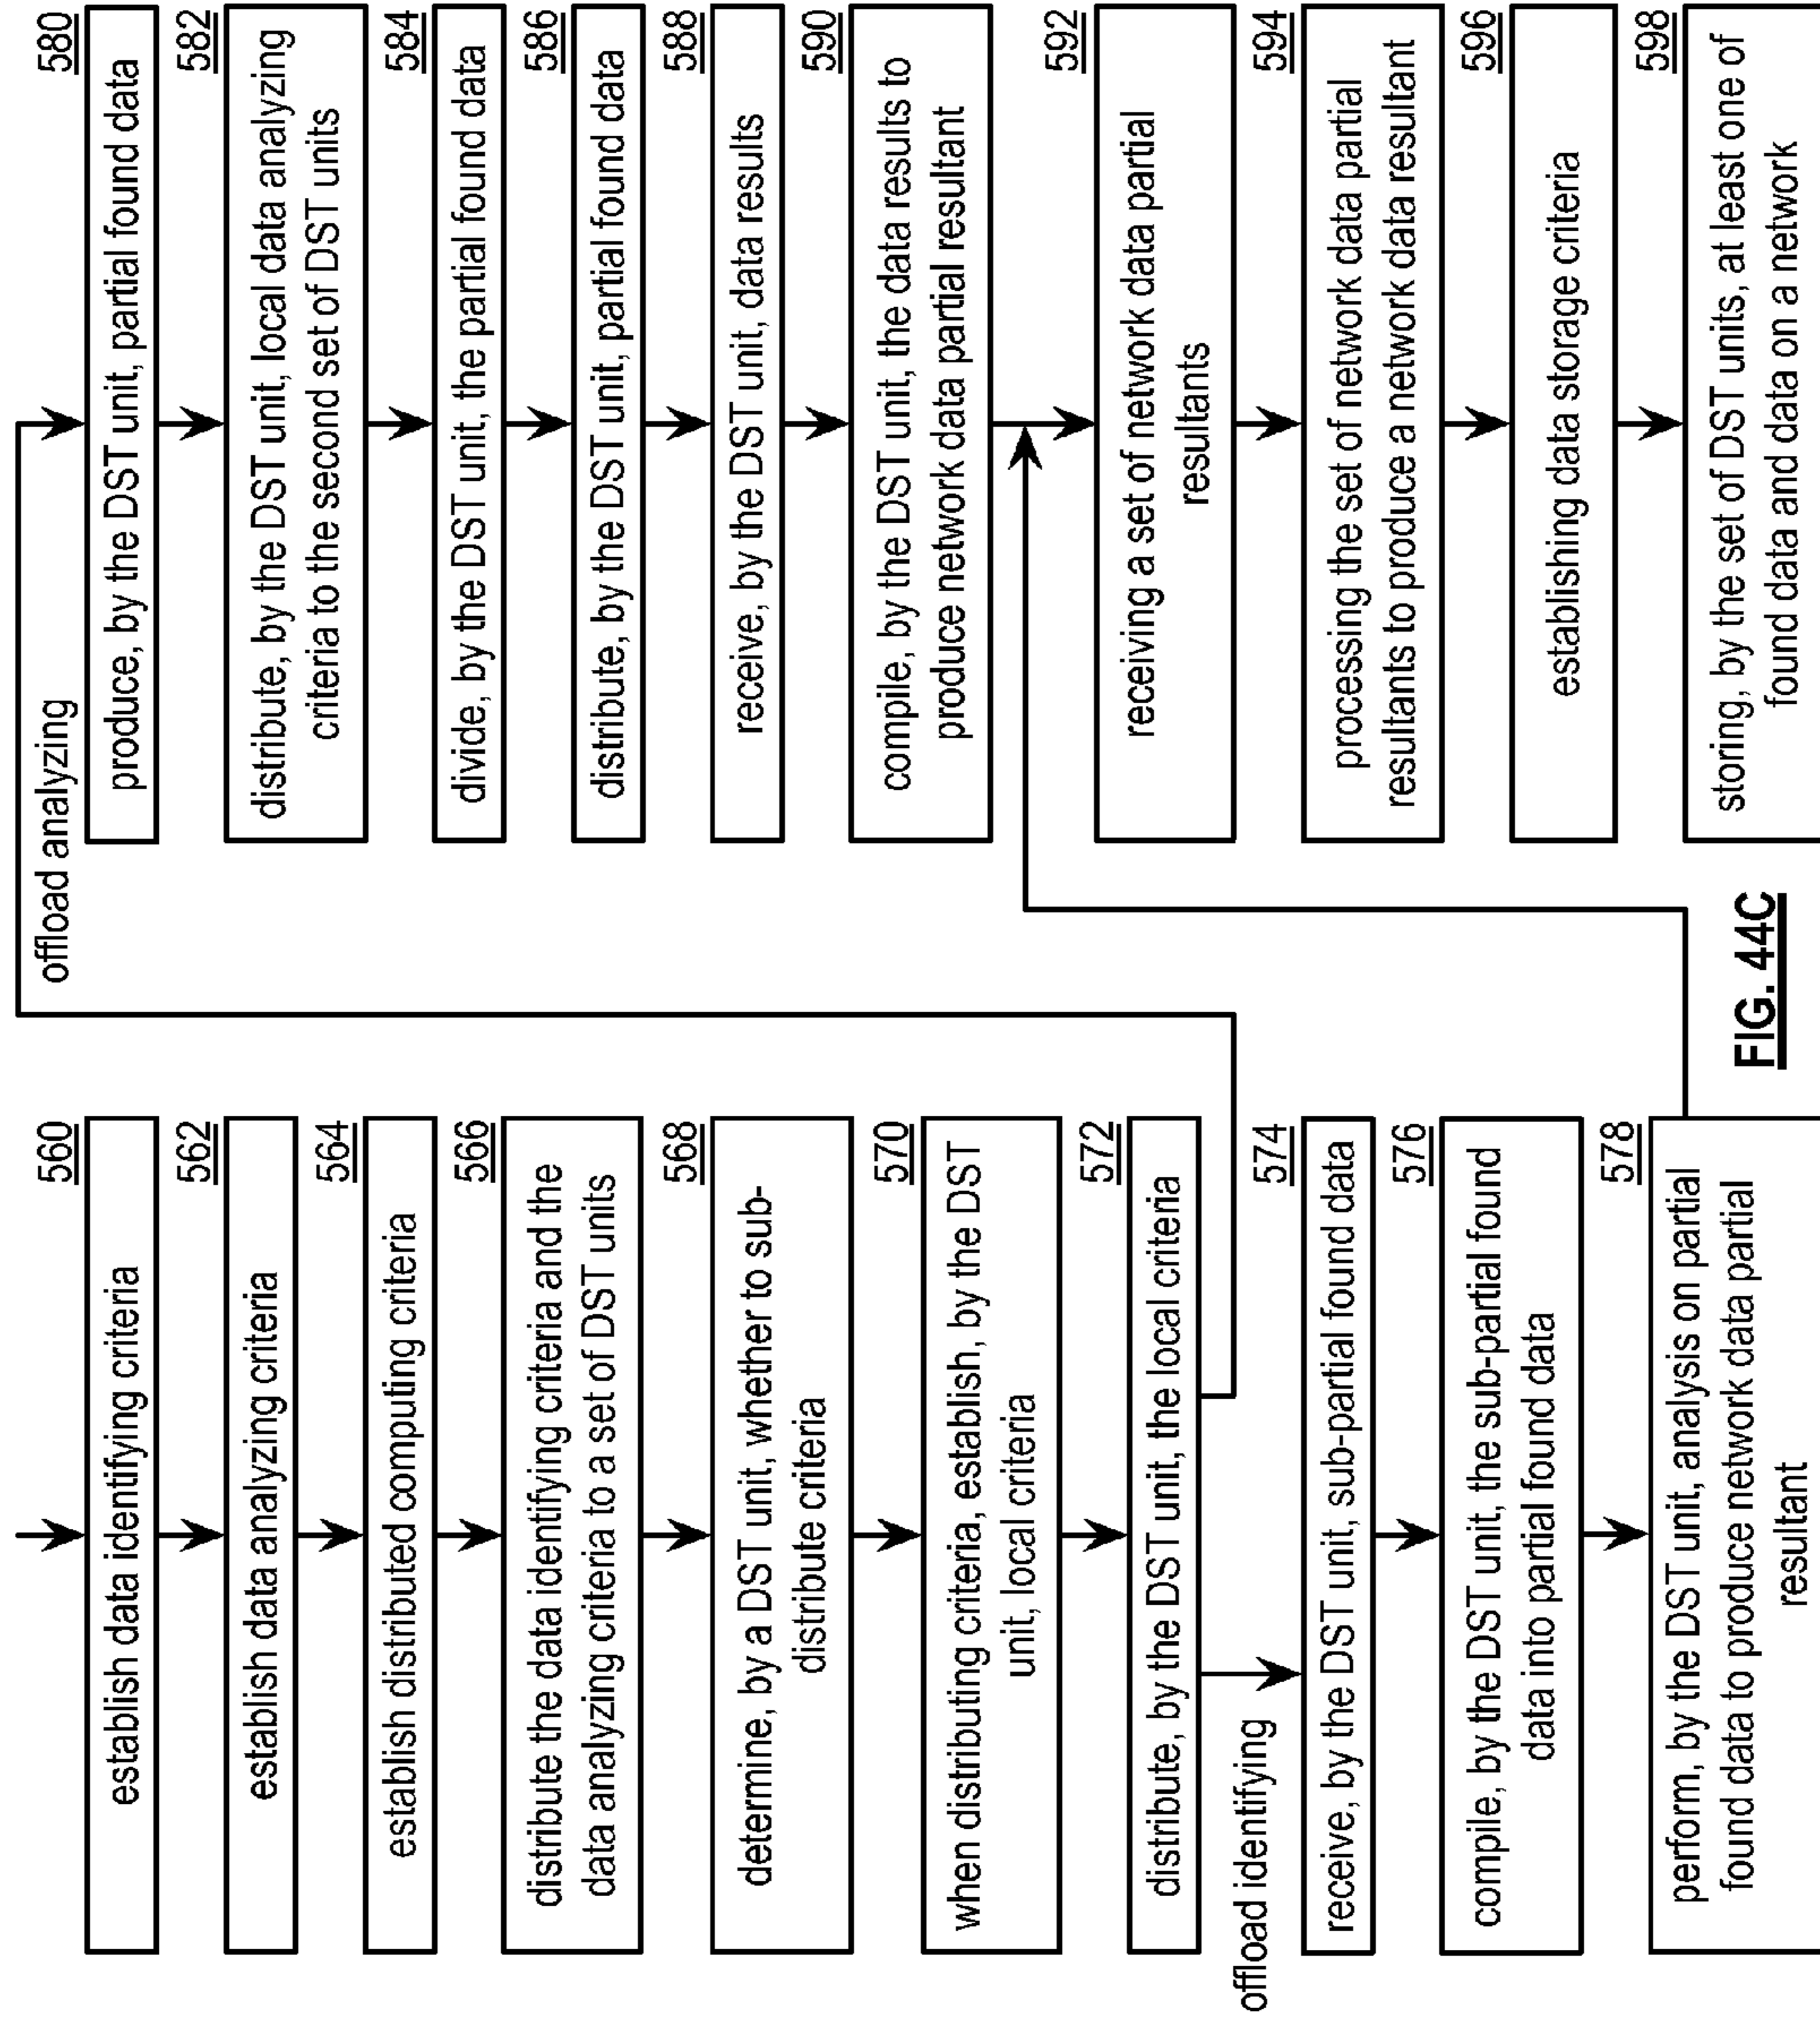 560
establish data identifying criteria
562
establish data analyzing criteria
564
establish distributed computing criteria
566
distribute the data identifying criteria and the
data analyzing criteria to a set of DST units
568
determine, by a DST unit, whether to sub-
distribute criteria
570
when distributing criteria, establish, by the DST
unit, local criteria
572
distribute, by the DST unit, the local criteria
offload identifying
574
receive, by the DST unit, sub-partial found data
576
compile, by the DST unit, the sub-partial found
data into partial found data
578
perform, by the DST unit, analysis on partial
found data to produce network data partial
resultant
offload analyzing
580
produce, by the DST unit, partial found data
582
distribute, by the DST unit, local data analyzing
criteria to the second set of DST units
584
divide, by the DST unit, the partial found data
586
distribute, by the DST unit, partial found data
588
receive, by the DST unit, data results
590
compile, by the DST unit, the data results to
produce network data partial resultant
592
receiving a set of network data partial
resultants
594
processing the set of network data partial
resultants to produce a network data resultant
596
establishing data storage criteria
598
storing, by the set of DST units, at least one of
found data and data on a network
FIG. 44C